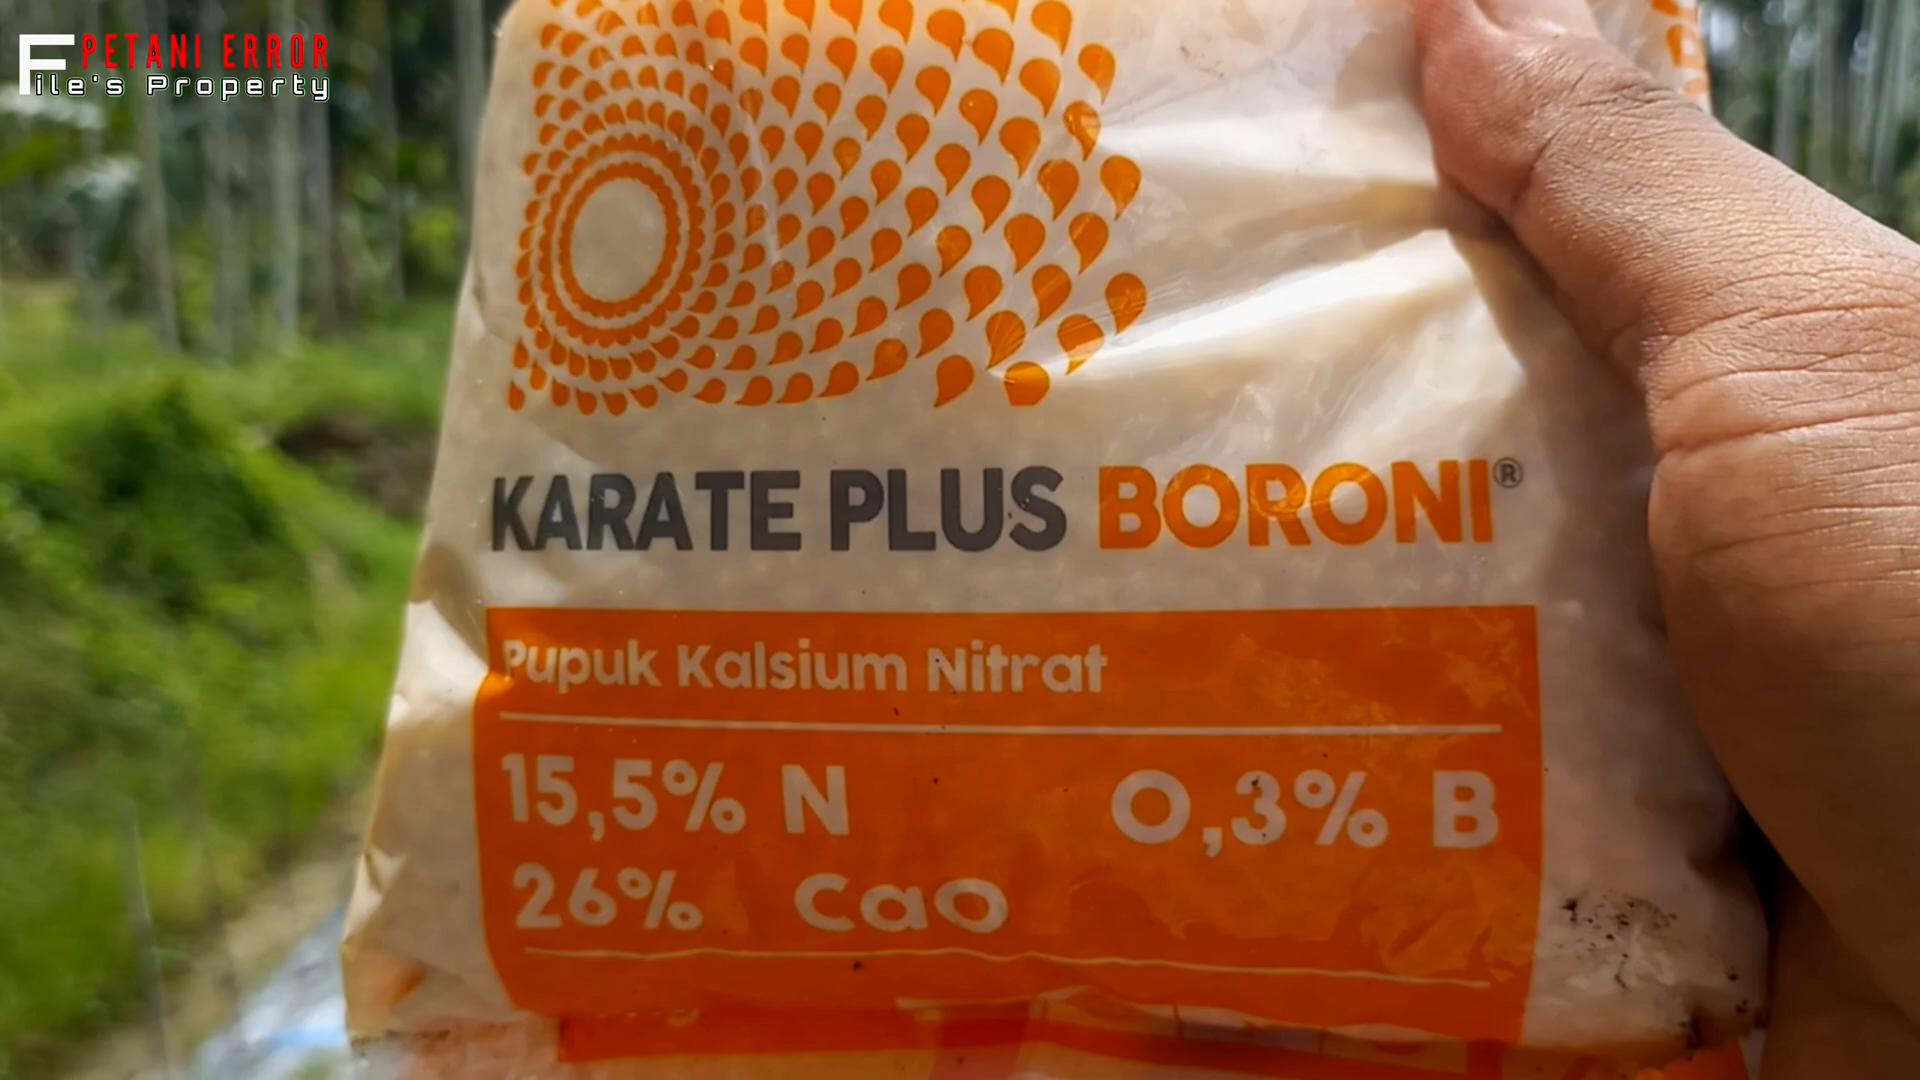 PETANI ERROR
File's Property
KARATE PLUS BORONI®
Pupuk Kalsium Nitrat
15,5% N 0,3% B
26% CaO